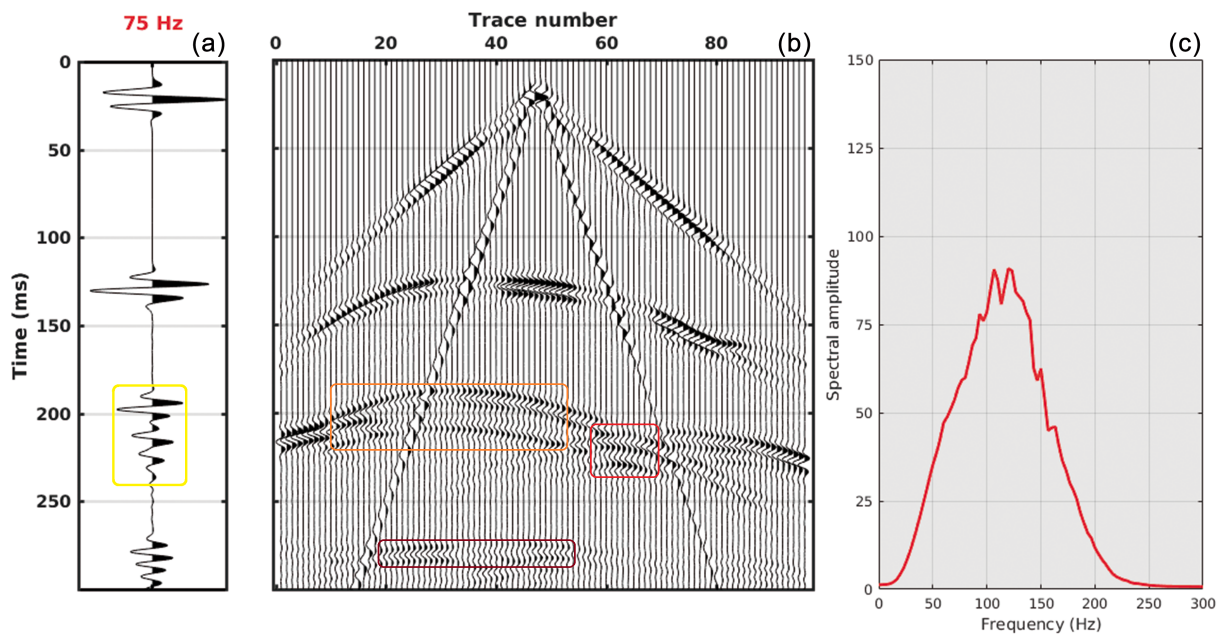 75 Hz
(a)
Trace number
(b)
(c)
0 20 40 60 80
0
50
100
150
200
250
Time (ms)
150
125
100
75
50
25
0
Spectral amplitude
0 50 100 150 200 250 300
Frequency (Hz)